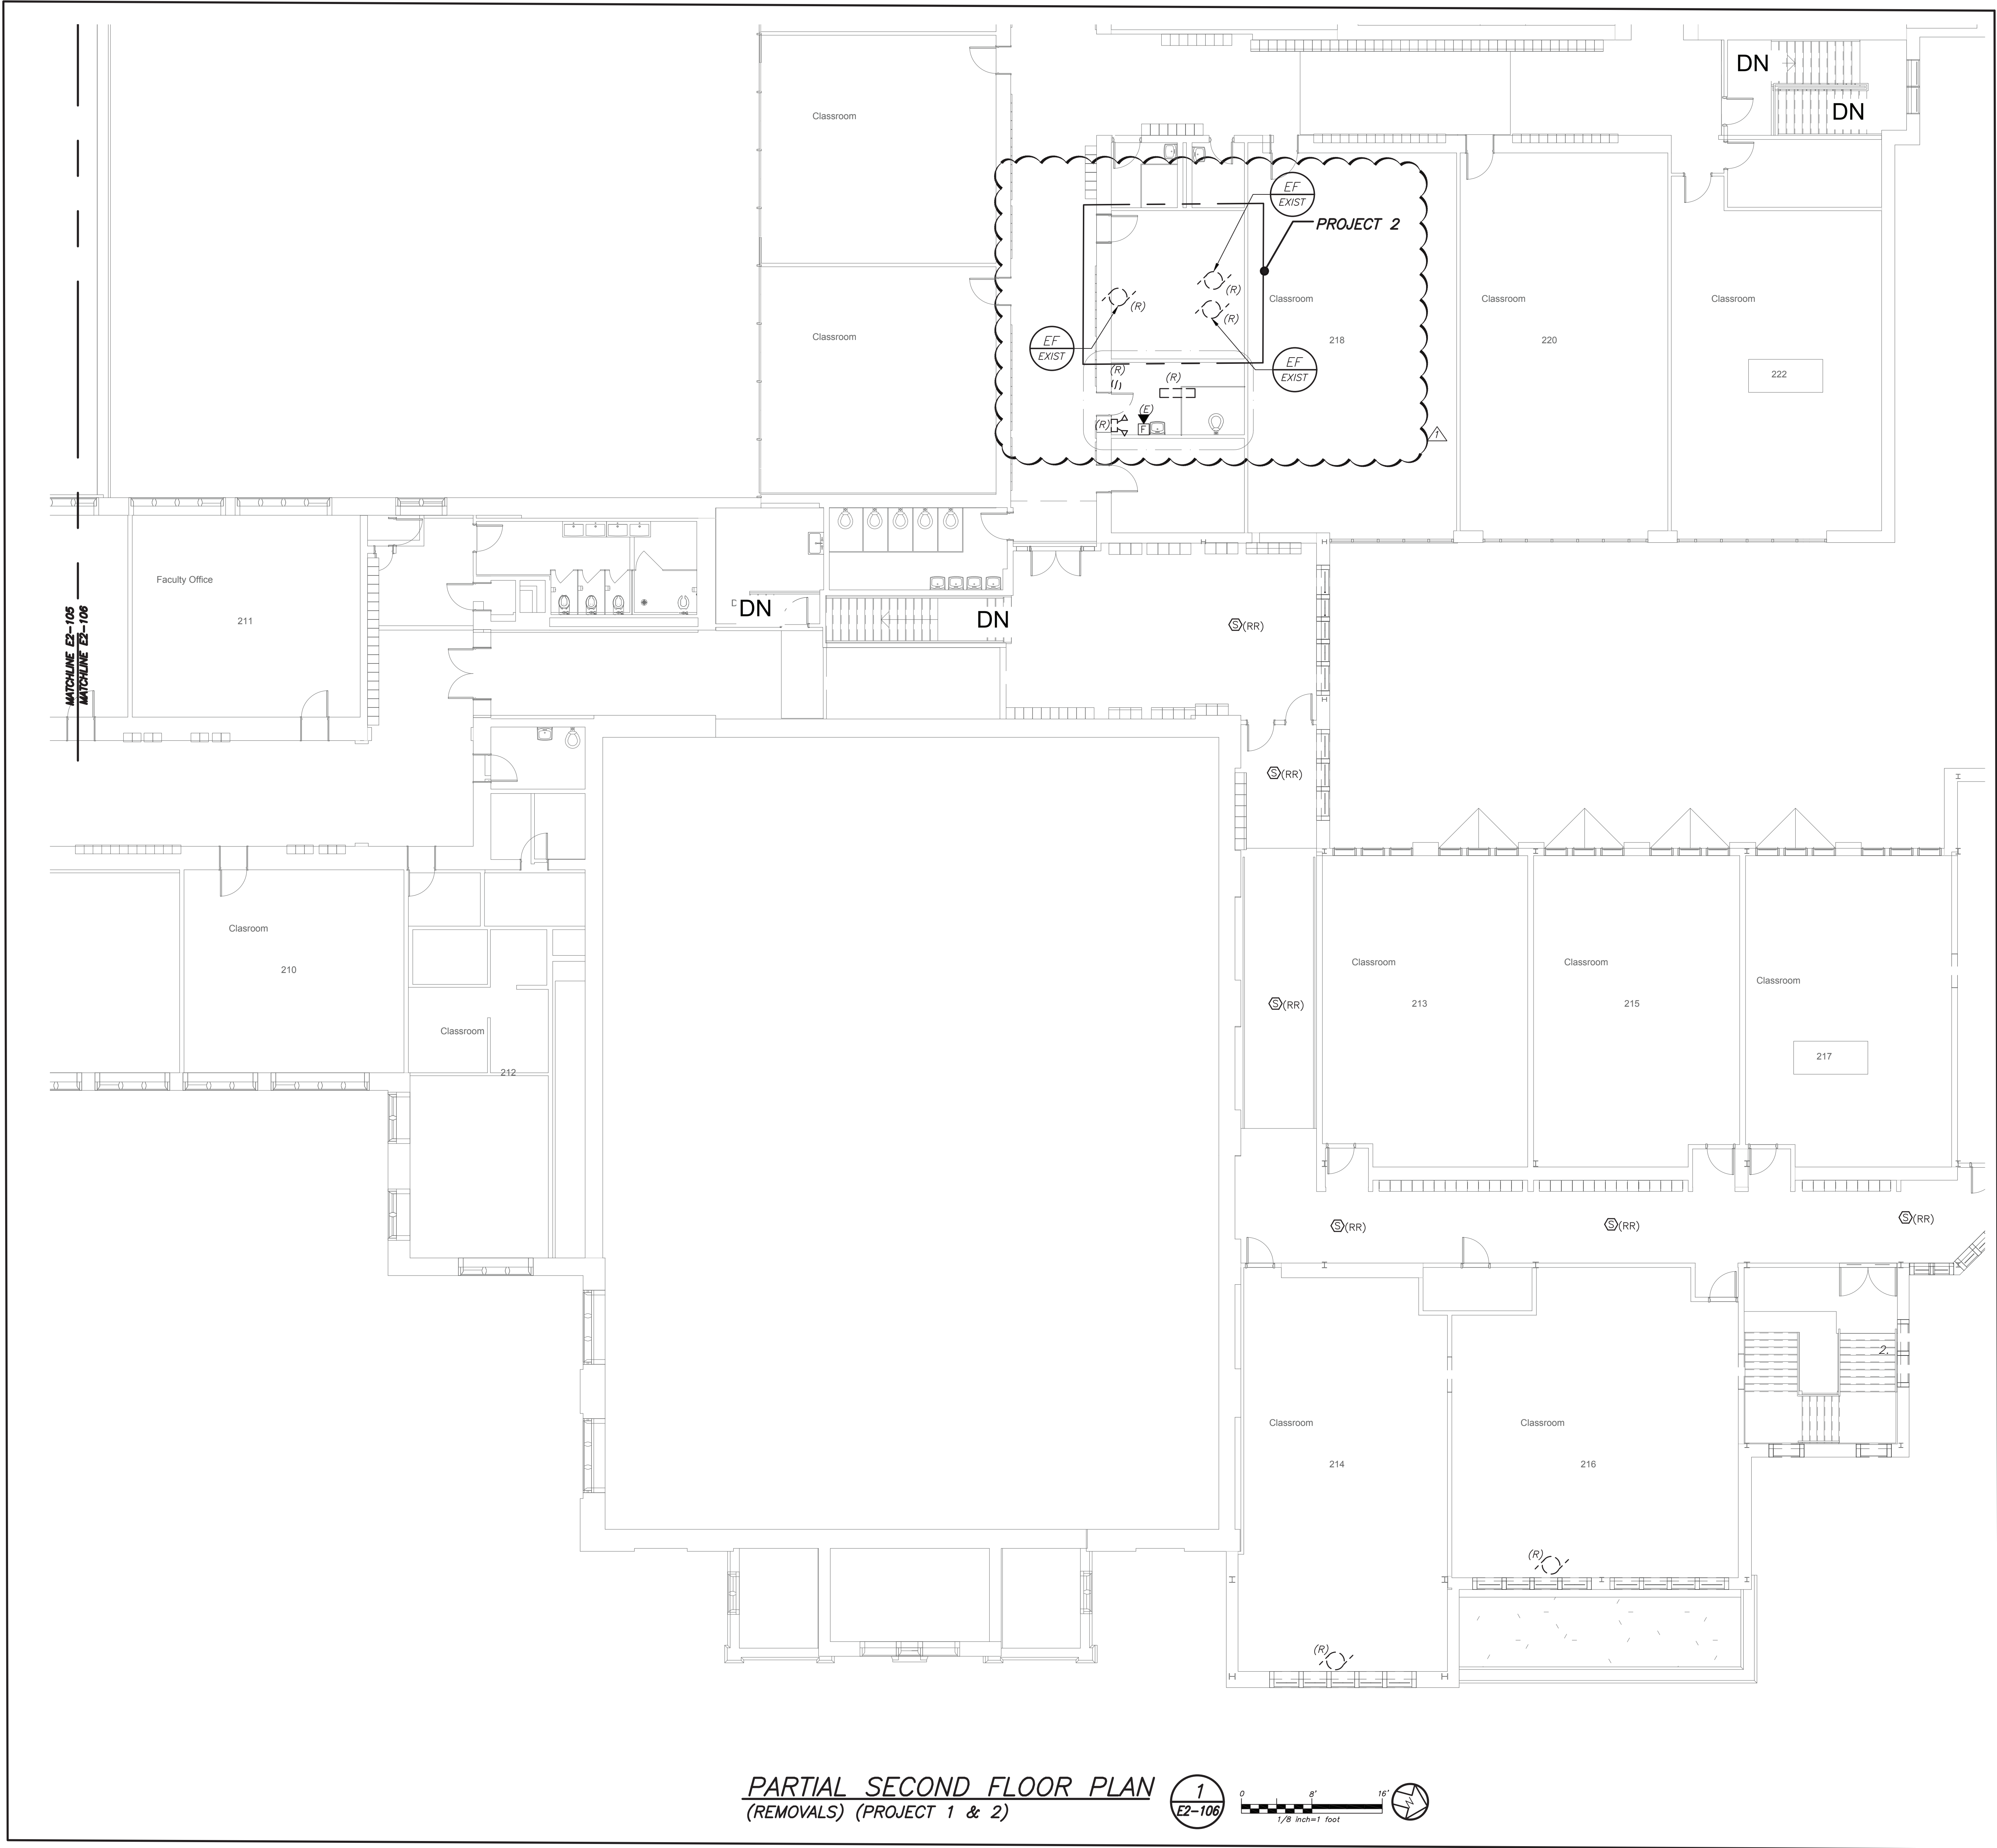 DN
DN
Classroom
EF
EXIST
PROJECT 2
(R)
(R)
(R)
Classroom
Classroom
Classroom
Classroom
218
220
222
EF
EXIST
EF
EXIST
(R)
(R)
(E)
(R)
F
1
Faculty Office
211
MATCHLINE E2-105
MATCHLINE E2-106
DN
DN
S(RR)
S(RR)
Clasroom
210
Classroom
212
S(RR)
Classroom
213
Classroom
215
Classroom
217
S(RR)
S(RR)
S(RR)
2.
Classroom
214
Classroom
216
(R)
(R)
PARTIAL SECOND FLOOR PLAN
(REMOVALS) (PROJECT 1 & 2)
1
E2-106
0 8' 16'
1/8 inch=1 foot
N